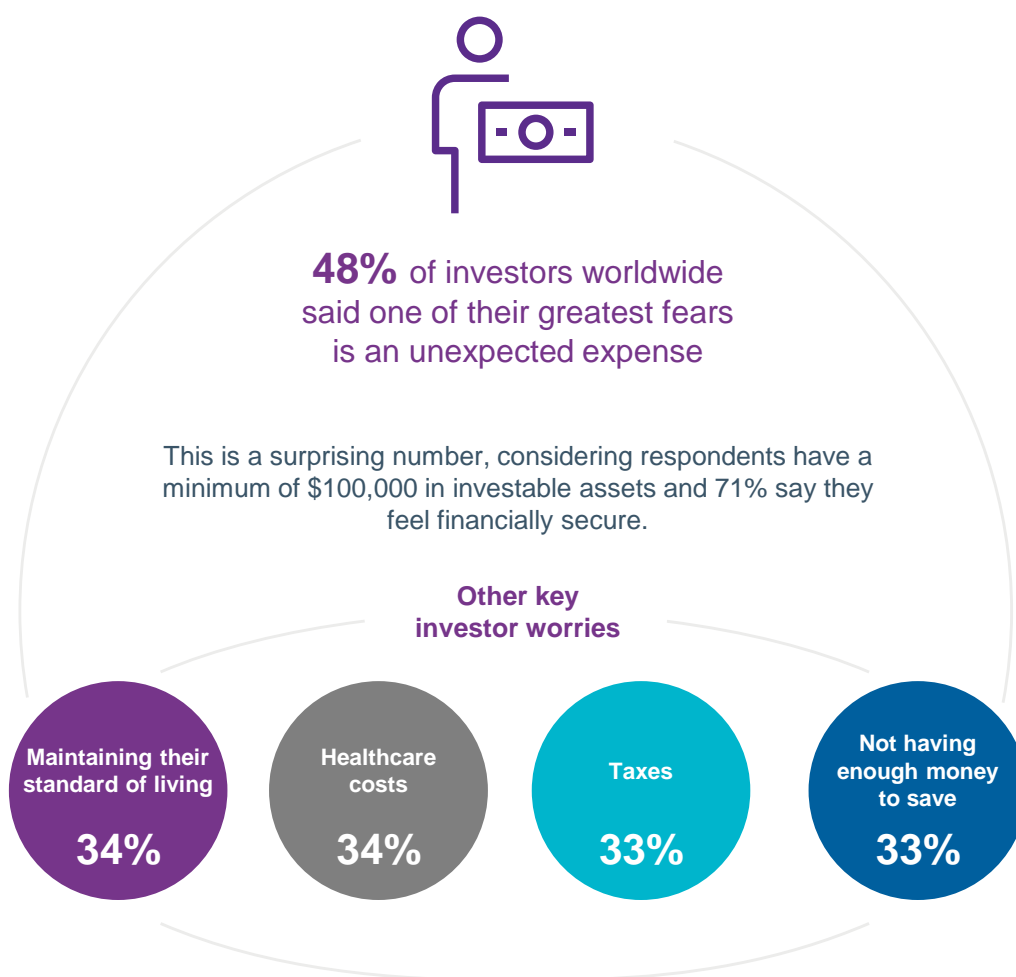 48% of investors worldwide
said one of their greatest fears
is an unexpected expense
This is a surprising number, considering respondents have a
minimum of $100,000 in investable assets and 71% say they
feel financially secure.
Other key
investor worries
Maintaining their
standard of living
34%
Healthcare
costs
34%
Taxes
33%
Not having
enough money
to save
33%